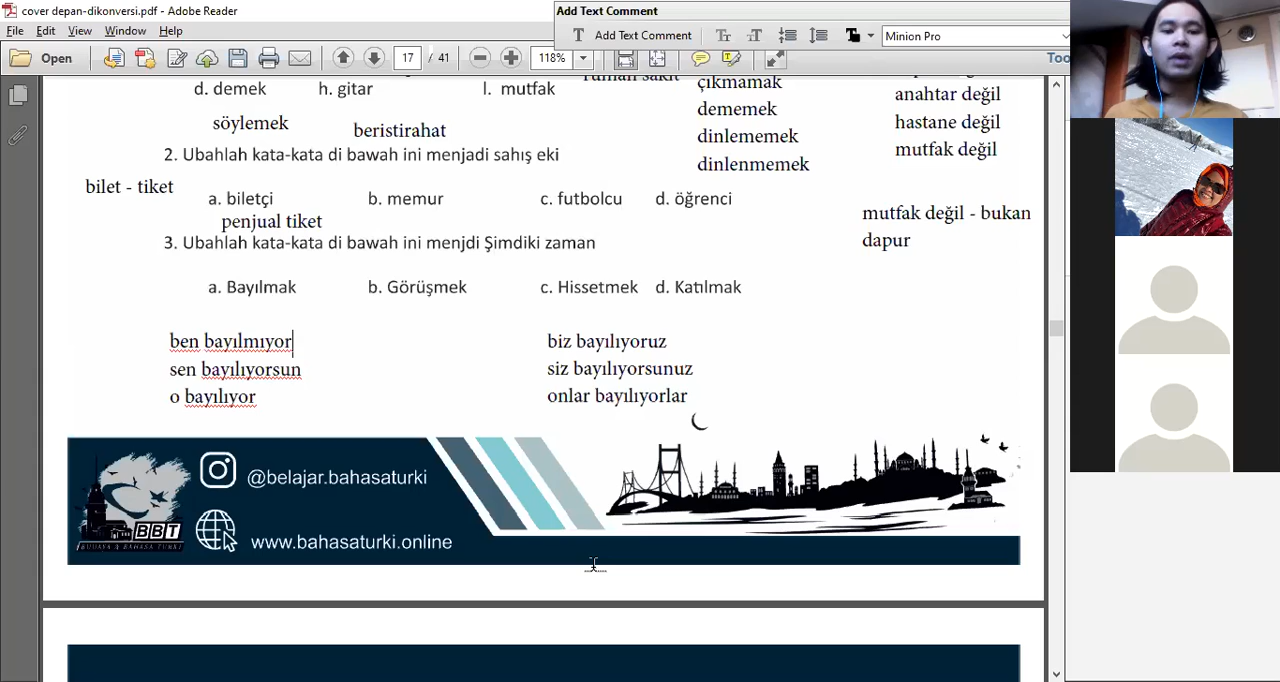 cover depan-dikonversi.pdf - Adobe Reader
Add Text Comment
File Edit View Window Help
T Add Text Comment Minion Pro
Open 17 / 41 118% Too
d. demek h. gitar l. mutfak
çıkmamak
anahtar değil
söylemek beristirahat
dememek
hastane değil
2. Ubahlah kata-kata di bawah ini menjadi sahış eki
dinlememek
mutfak değil
dinlenmemek
bilet - tiket
a. biletçi b. memur c. futbolcu d. öğrenci
penjual tiket
mutfak değil - bukan
dapur
3. Ubahlah kata-kata di bawah ini menjdi Şimdiki zaman
a. Bayılmak b. Görüşmek c. Hissetmek d. Katılmak
ben bayılmıyor biz bayılıyoruz
sen bayılıyorsun siz bayılıyorsunuz
o bayılıyor onlar bayılıyorlar
@belajar.bahasaturki
BBT
BUDAYA & BAHASA TURKI
www.bahasaturki.online